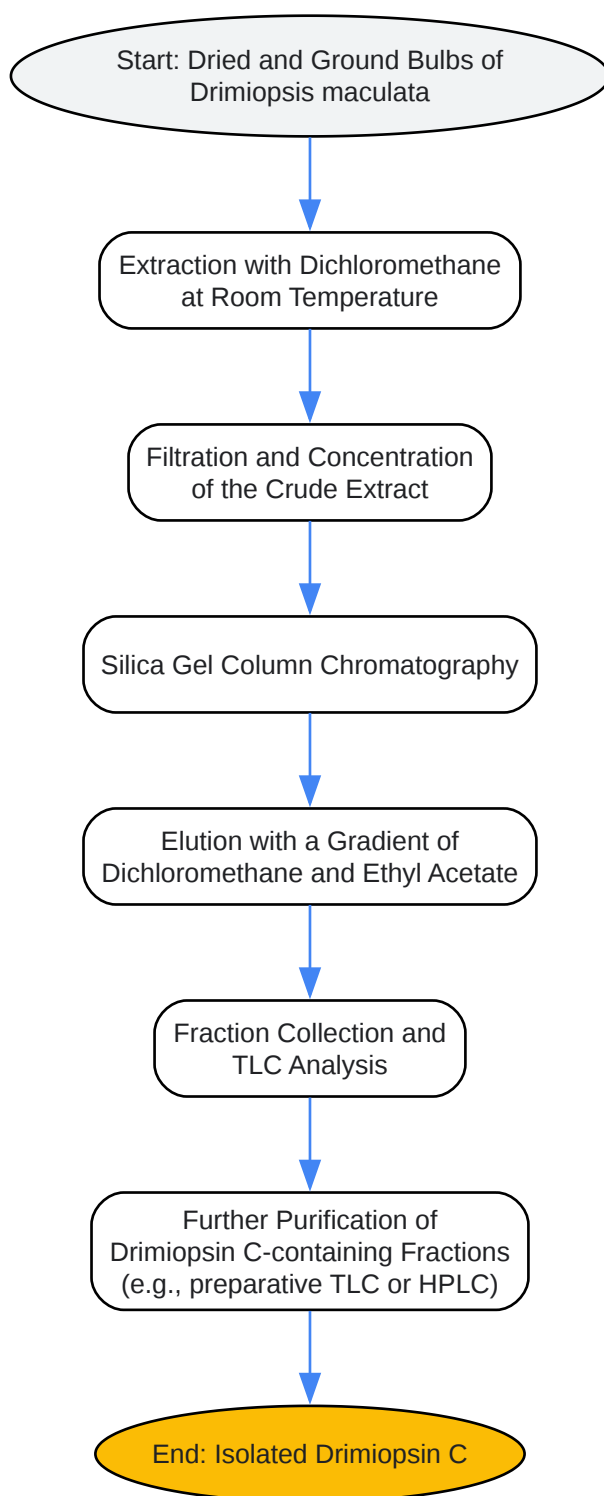 Start: Dried and Ground Bulbs of
Drimiopsis maculata
Extraction with Dichloromethane
at Room Temperature
Filtration and Concentration
of the Crude Extract
Silica Gel Column Chromatography
Elution with a Gradient of
Dichloromethane and Ethyl Acetate
Fraction Collection and
TLC Analysis
Further Purification of
Drimiopsin C-containing Fractions
(e.g., preparative TLC or HPLC)
End: Isolated Drimiopsin C